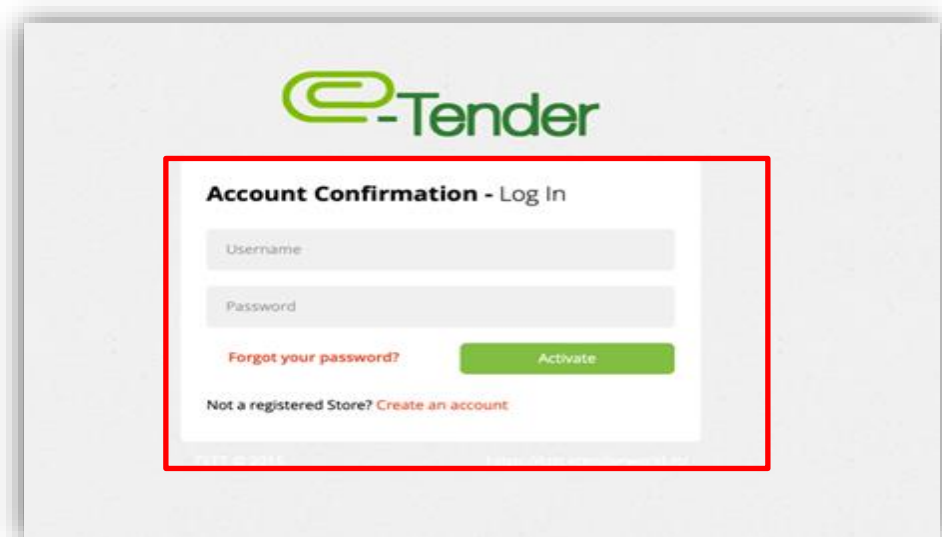 e-Tender
Account Confirmation - Log In
Username
Password
Forgot your password? Activate
Not a registered Store? Create an account